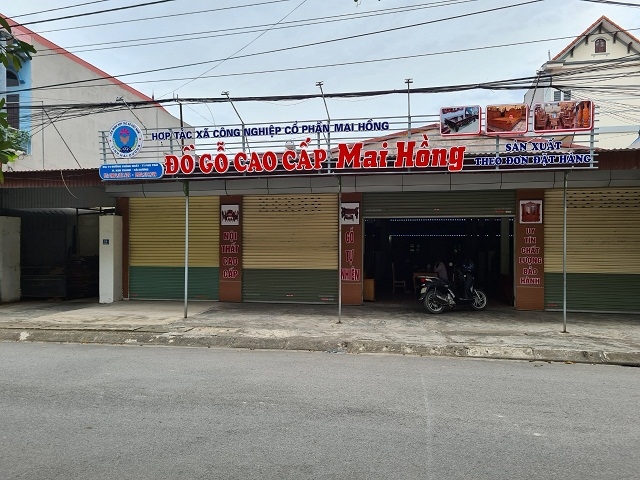 HỢP TÁC XÃ CÔNG NGHIỆP CỔ PHẦN MAI HỒNG
ĐỒ GỖ CAO CẤP Mai Hồng
SẢN XUẤT
THEO ĐƠN ĐẶT HÀNG
NỘI
THẤT
CAO
CẤP
GỖ
TỰ
NHIÊN
UY
TÍN
CHẤT
LƯỢNG
BẢO
HÀNH